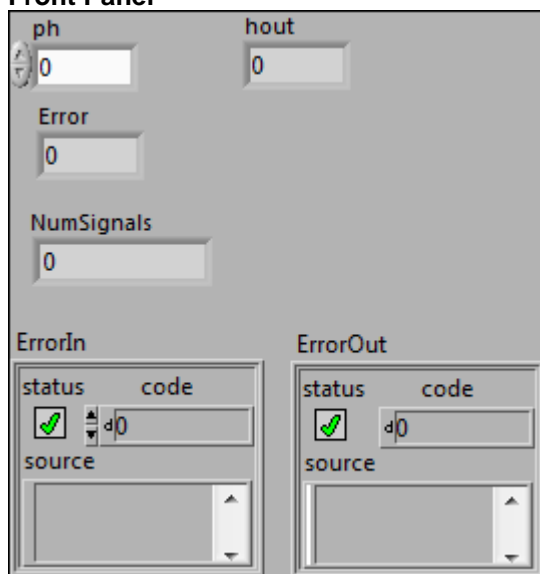 Front Panel
ph hout
0 0
Error
0
NumSignals
0
ErrorIn ErrorOut
status code status code
d0 d0
source source